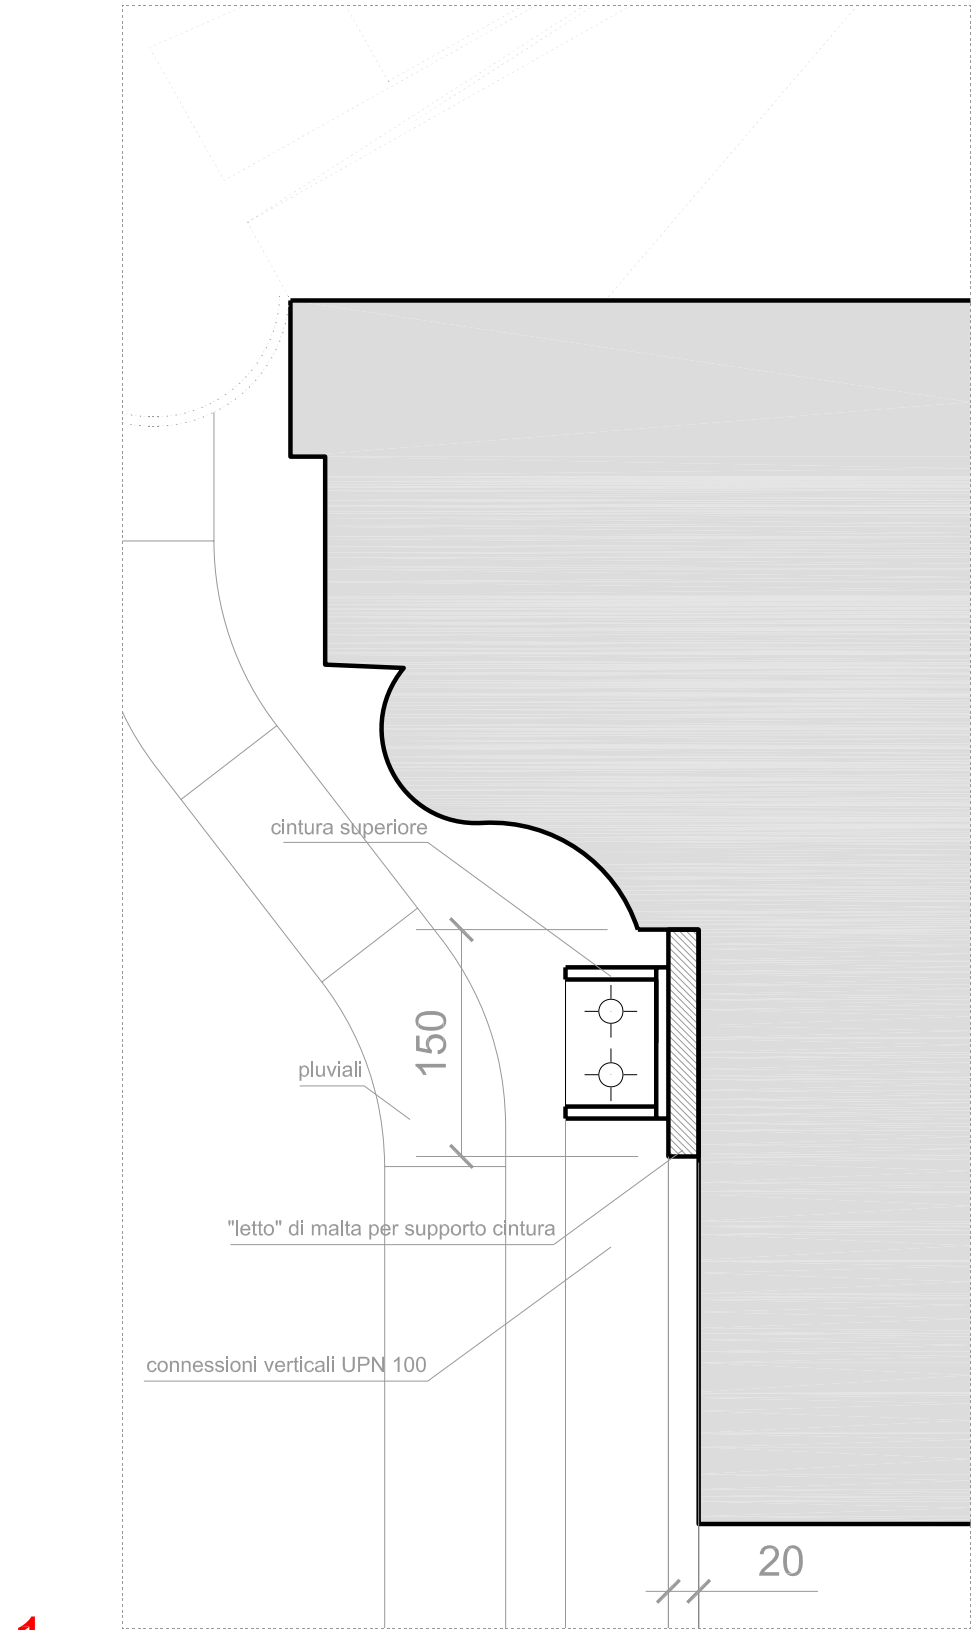 cintura superiore
150
pluviali
"letto" di malta per supporto cintura
connessioni verticali UPN 100
20